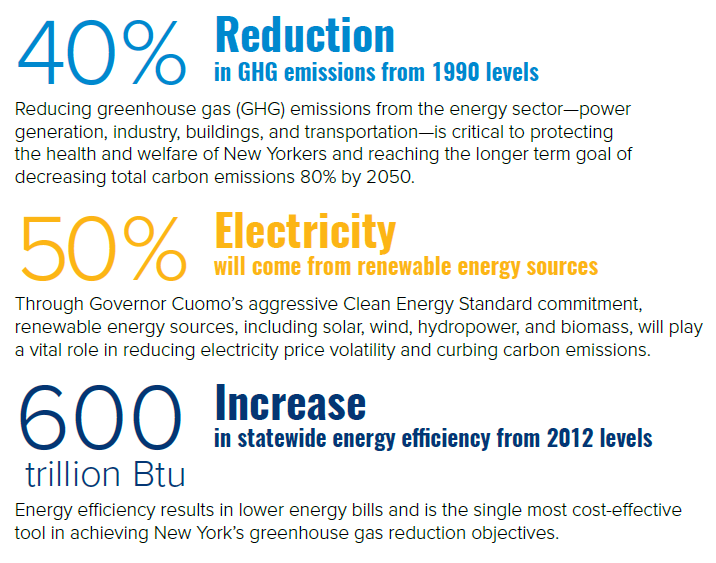 40% Reduction
in GHG emissions from 1990 levels
Reducing greenhouse gas (GHG) emissions from the energy sector—power
generation, industry, buildings, and transportation—is critical to protecting
the health and welfare of New Yorkers and reaching the longer term goal of
decreasing total carbon emissions 80% by 2050.
50% Electricity
will come from renewable energy sources
Through Governor Cuomo’s aggressive Clean Energy Standard commitment,
renewable energy sources, including solar, wind, hydropower, and biomass, will play
a vital role in reducing electricity price volatility and curbing carbon emissions.
600 Increase
in statewide energy efficiency from 2012 levels
trillion Btu
Energy efficiency results in lower energy bills and is the single most cost-effective
tool in achieving New York’s greenhouse gas reduction objectives.